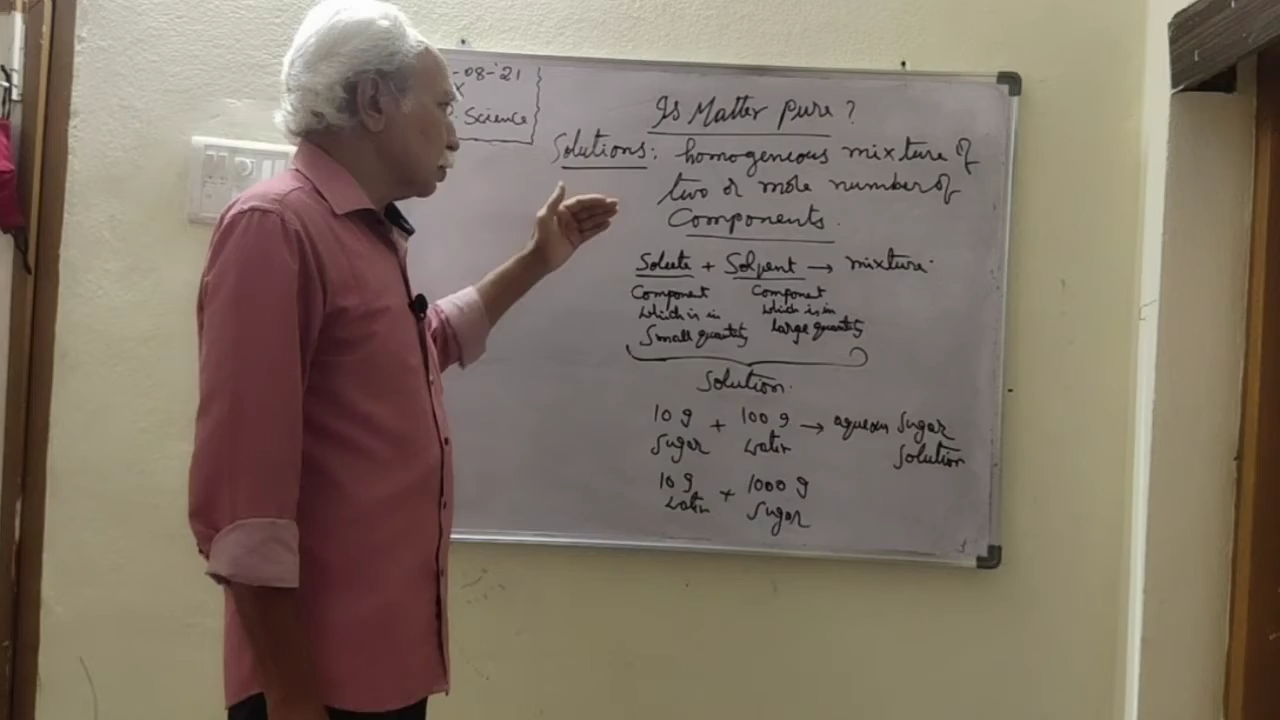 -08-'21
X
. Science
Is Matter pure?
Solutions: homogeneous mixture of
two or more number of
Components.
Solute + Solvent → mixture.
Component which is in Small quantity
Component which is in large quantity
Solution.
10 g Sugar + 100 g water → aqueous Sugar Solution
10 g water + 1000 g Sugar